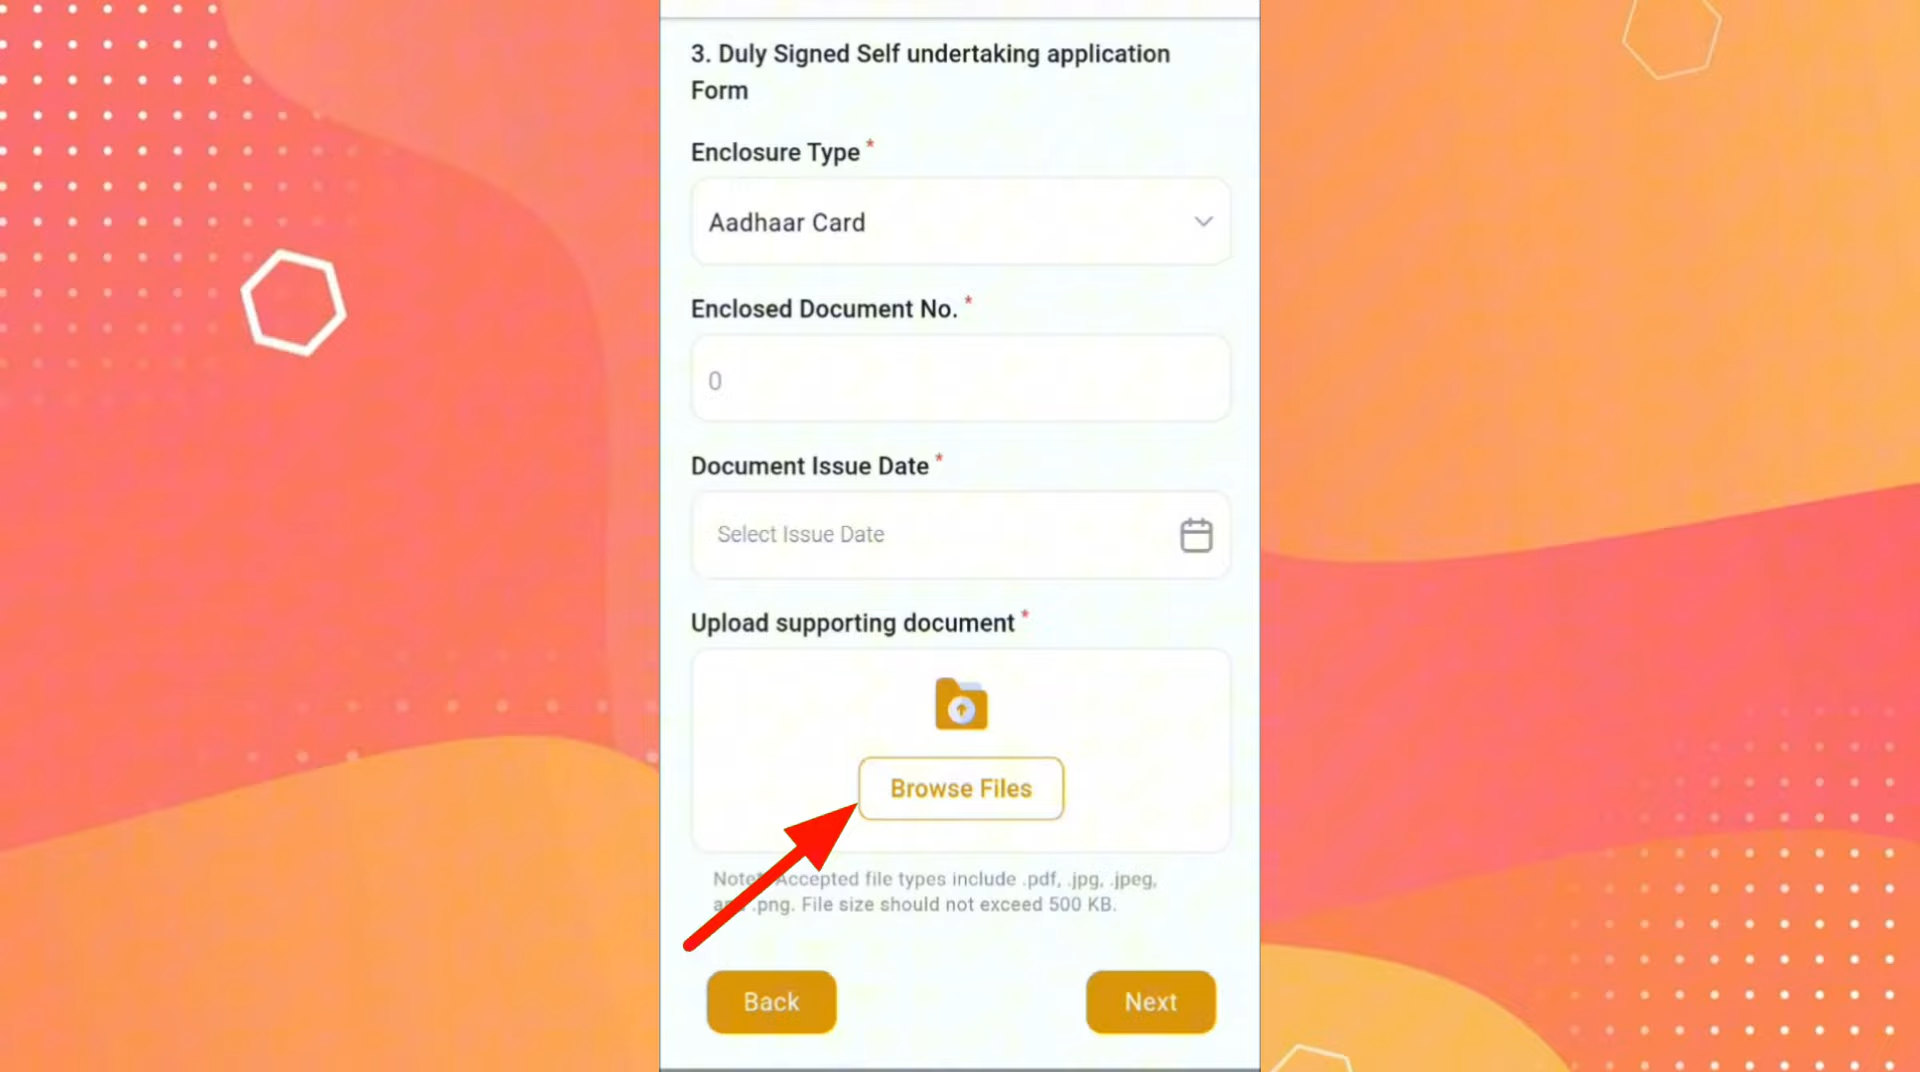 3. Duly Signed Self undertaking application
Form
Enclosure Type *
Aadhaar Card
Enclosed Document No. *
0
Document Issue Date *
Select Issue Date
Upload supporting document *
Browse Files
Note* Accepted file types include .pdf, .jpg, .jpeg,
.png. File size should not exceed 500 KB.
Back
Next